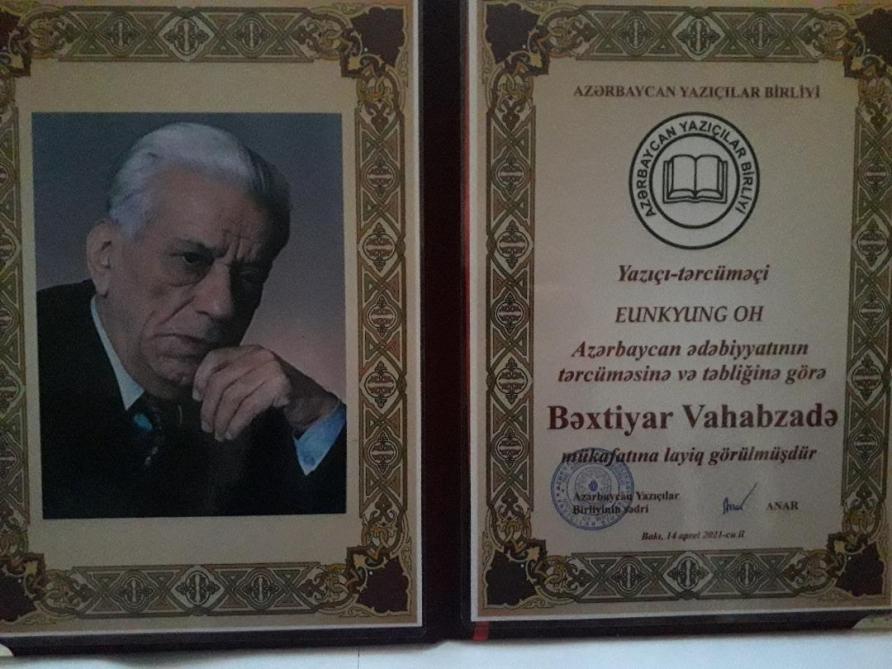 AZƏRBAYCAN YAZIÇILAR BİRLİYİ
AZƏRBAYCAN YAZIÇILAR BİRLİYİ
Yazıçı-tərcüməçi
EUNKYUNG OH
Azərbaycan ədəbiyyatının
tərcüməsinə və təbliğinə görə
Bəxtiyar Vahabzadə
mükafatına layiq görülmüşdür
Azərbaycan Yazıçılar
Birliyinin sədri
ANAR
Bakı, 14 aprel 2021-cu il